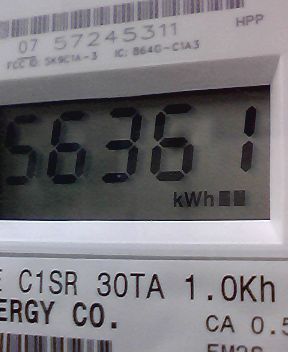 HPP
07 57245311
FCC ID: SK9C1A-3 IC: 864G-C1A3
56361
kWh
C1SR 30TA 1.0Kh
ERGY CO.
CA 0.5